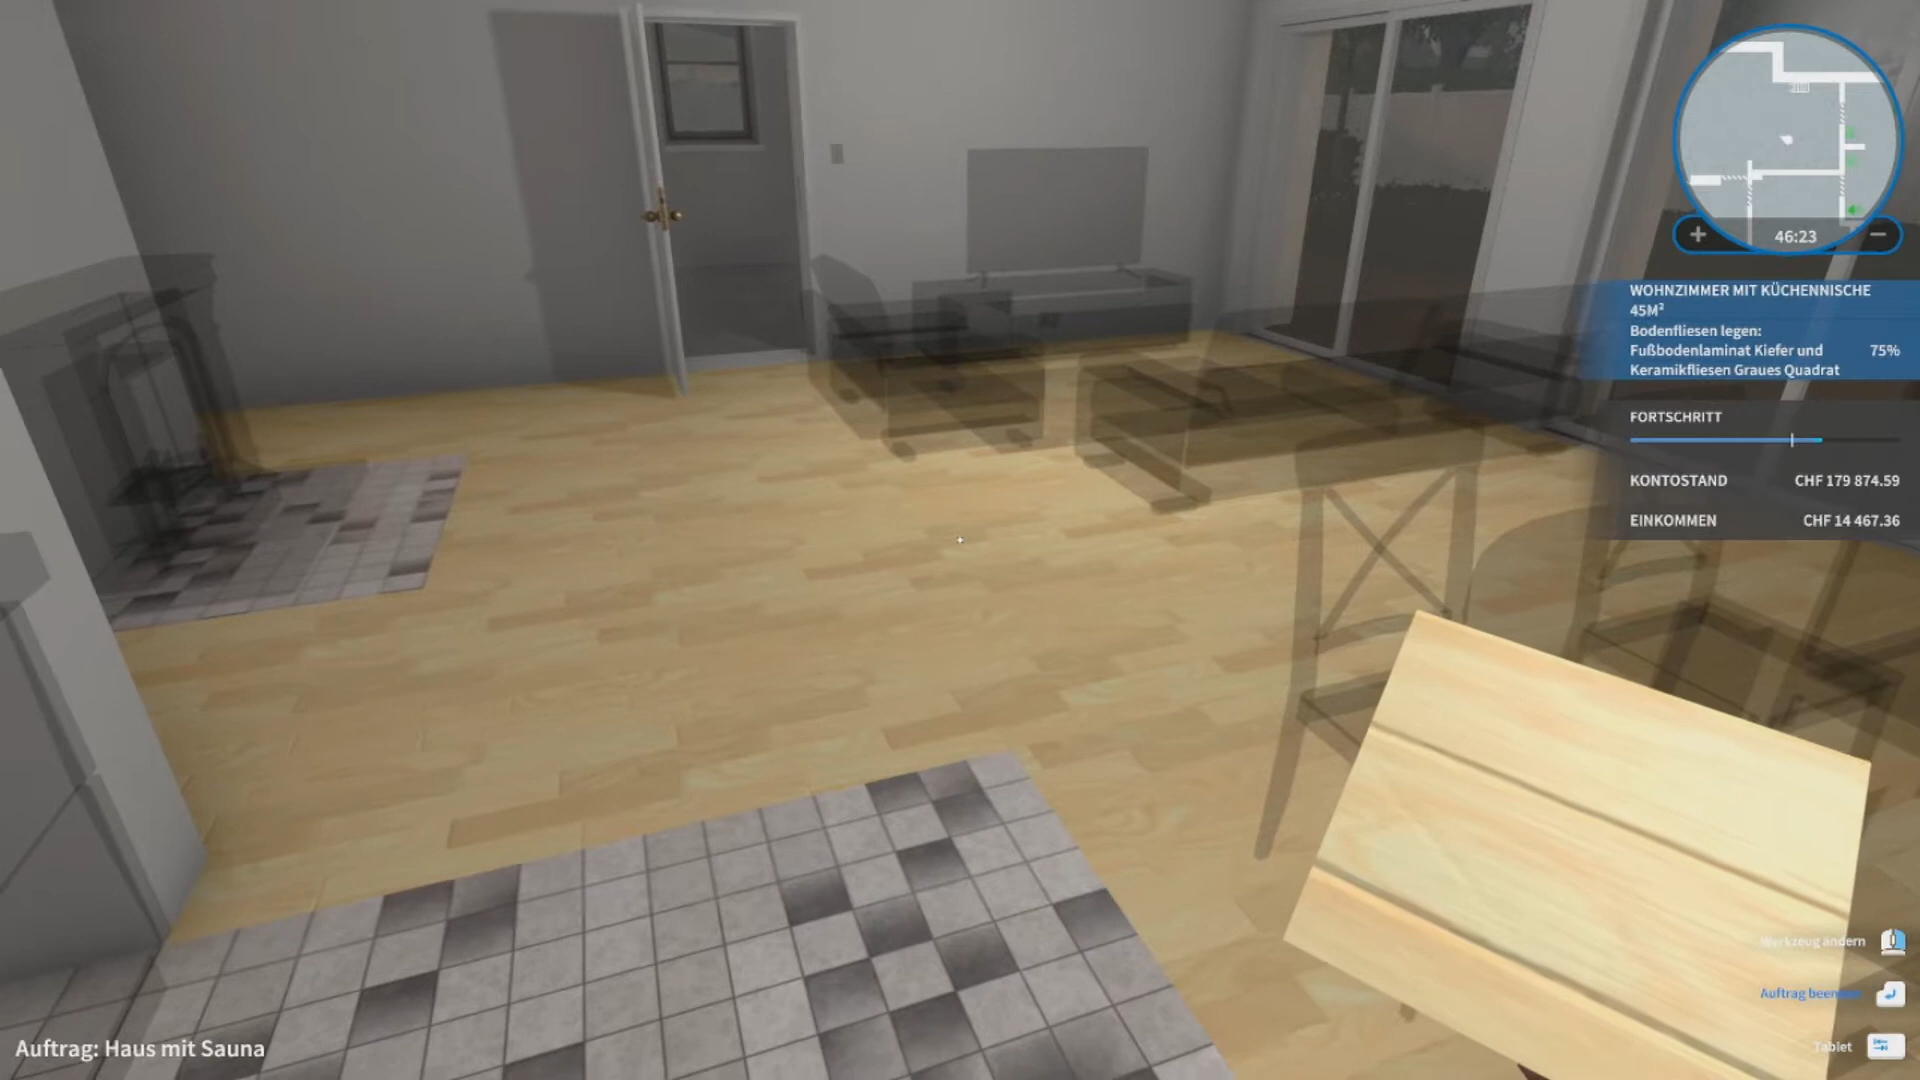 46:23
WOHNZIMMER MIT KÜCHENNISCHE
45M²
Bodenfliesen legen:
Fußbodenlaminat Kiefer und 75%
Keramikfliesen Graues Quadrat
FORTSCHRITT
KONTOSTAND CHF 179 874.59
EINKOMMEN CHF 14 467.36
Werkzeug ändern
Auftrag
Tablet
Auftrag: Haus mit Sauna